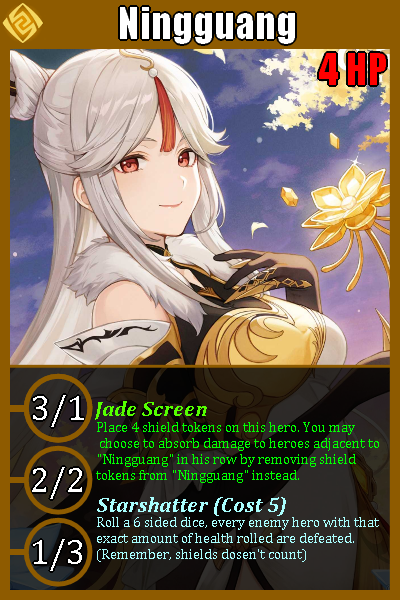 Ningguang
4 HP
3/1
2/2
1/3
Jade Screen
Place 4 shield tokens on this hero. You may
choose to absorb damage to heroes adjacent to
"Ningguang" in his row by removing shield
tokens from "Ningguang" instead.
Starshatter (Cost 5)
Roll a 6 sided dice, every enemy hero with that
exact amount of health rolled are defeated.
(Remember, shields dosen't count)